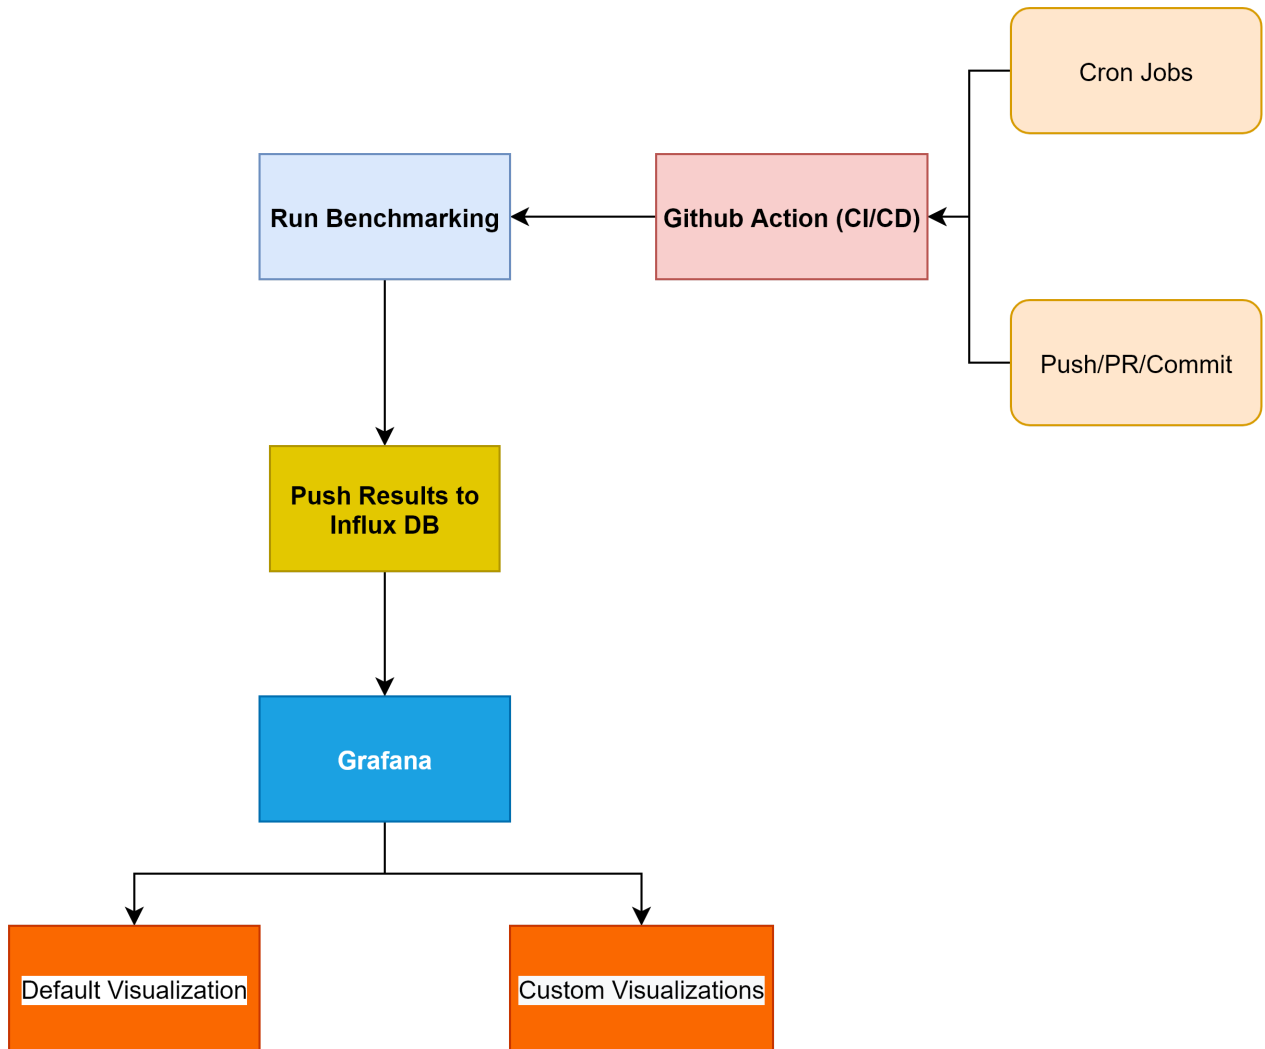 Cron Jobs
Run Benchmarking
Github Action (CI/CD)
Push/PR/Commit
Push Results to
Influx DB
Grafana
Default Visualization
Custom Visualizations